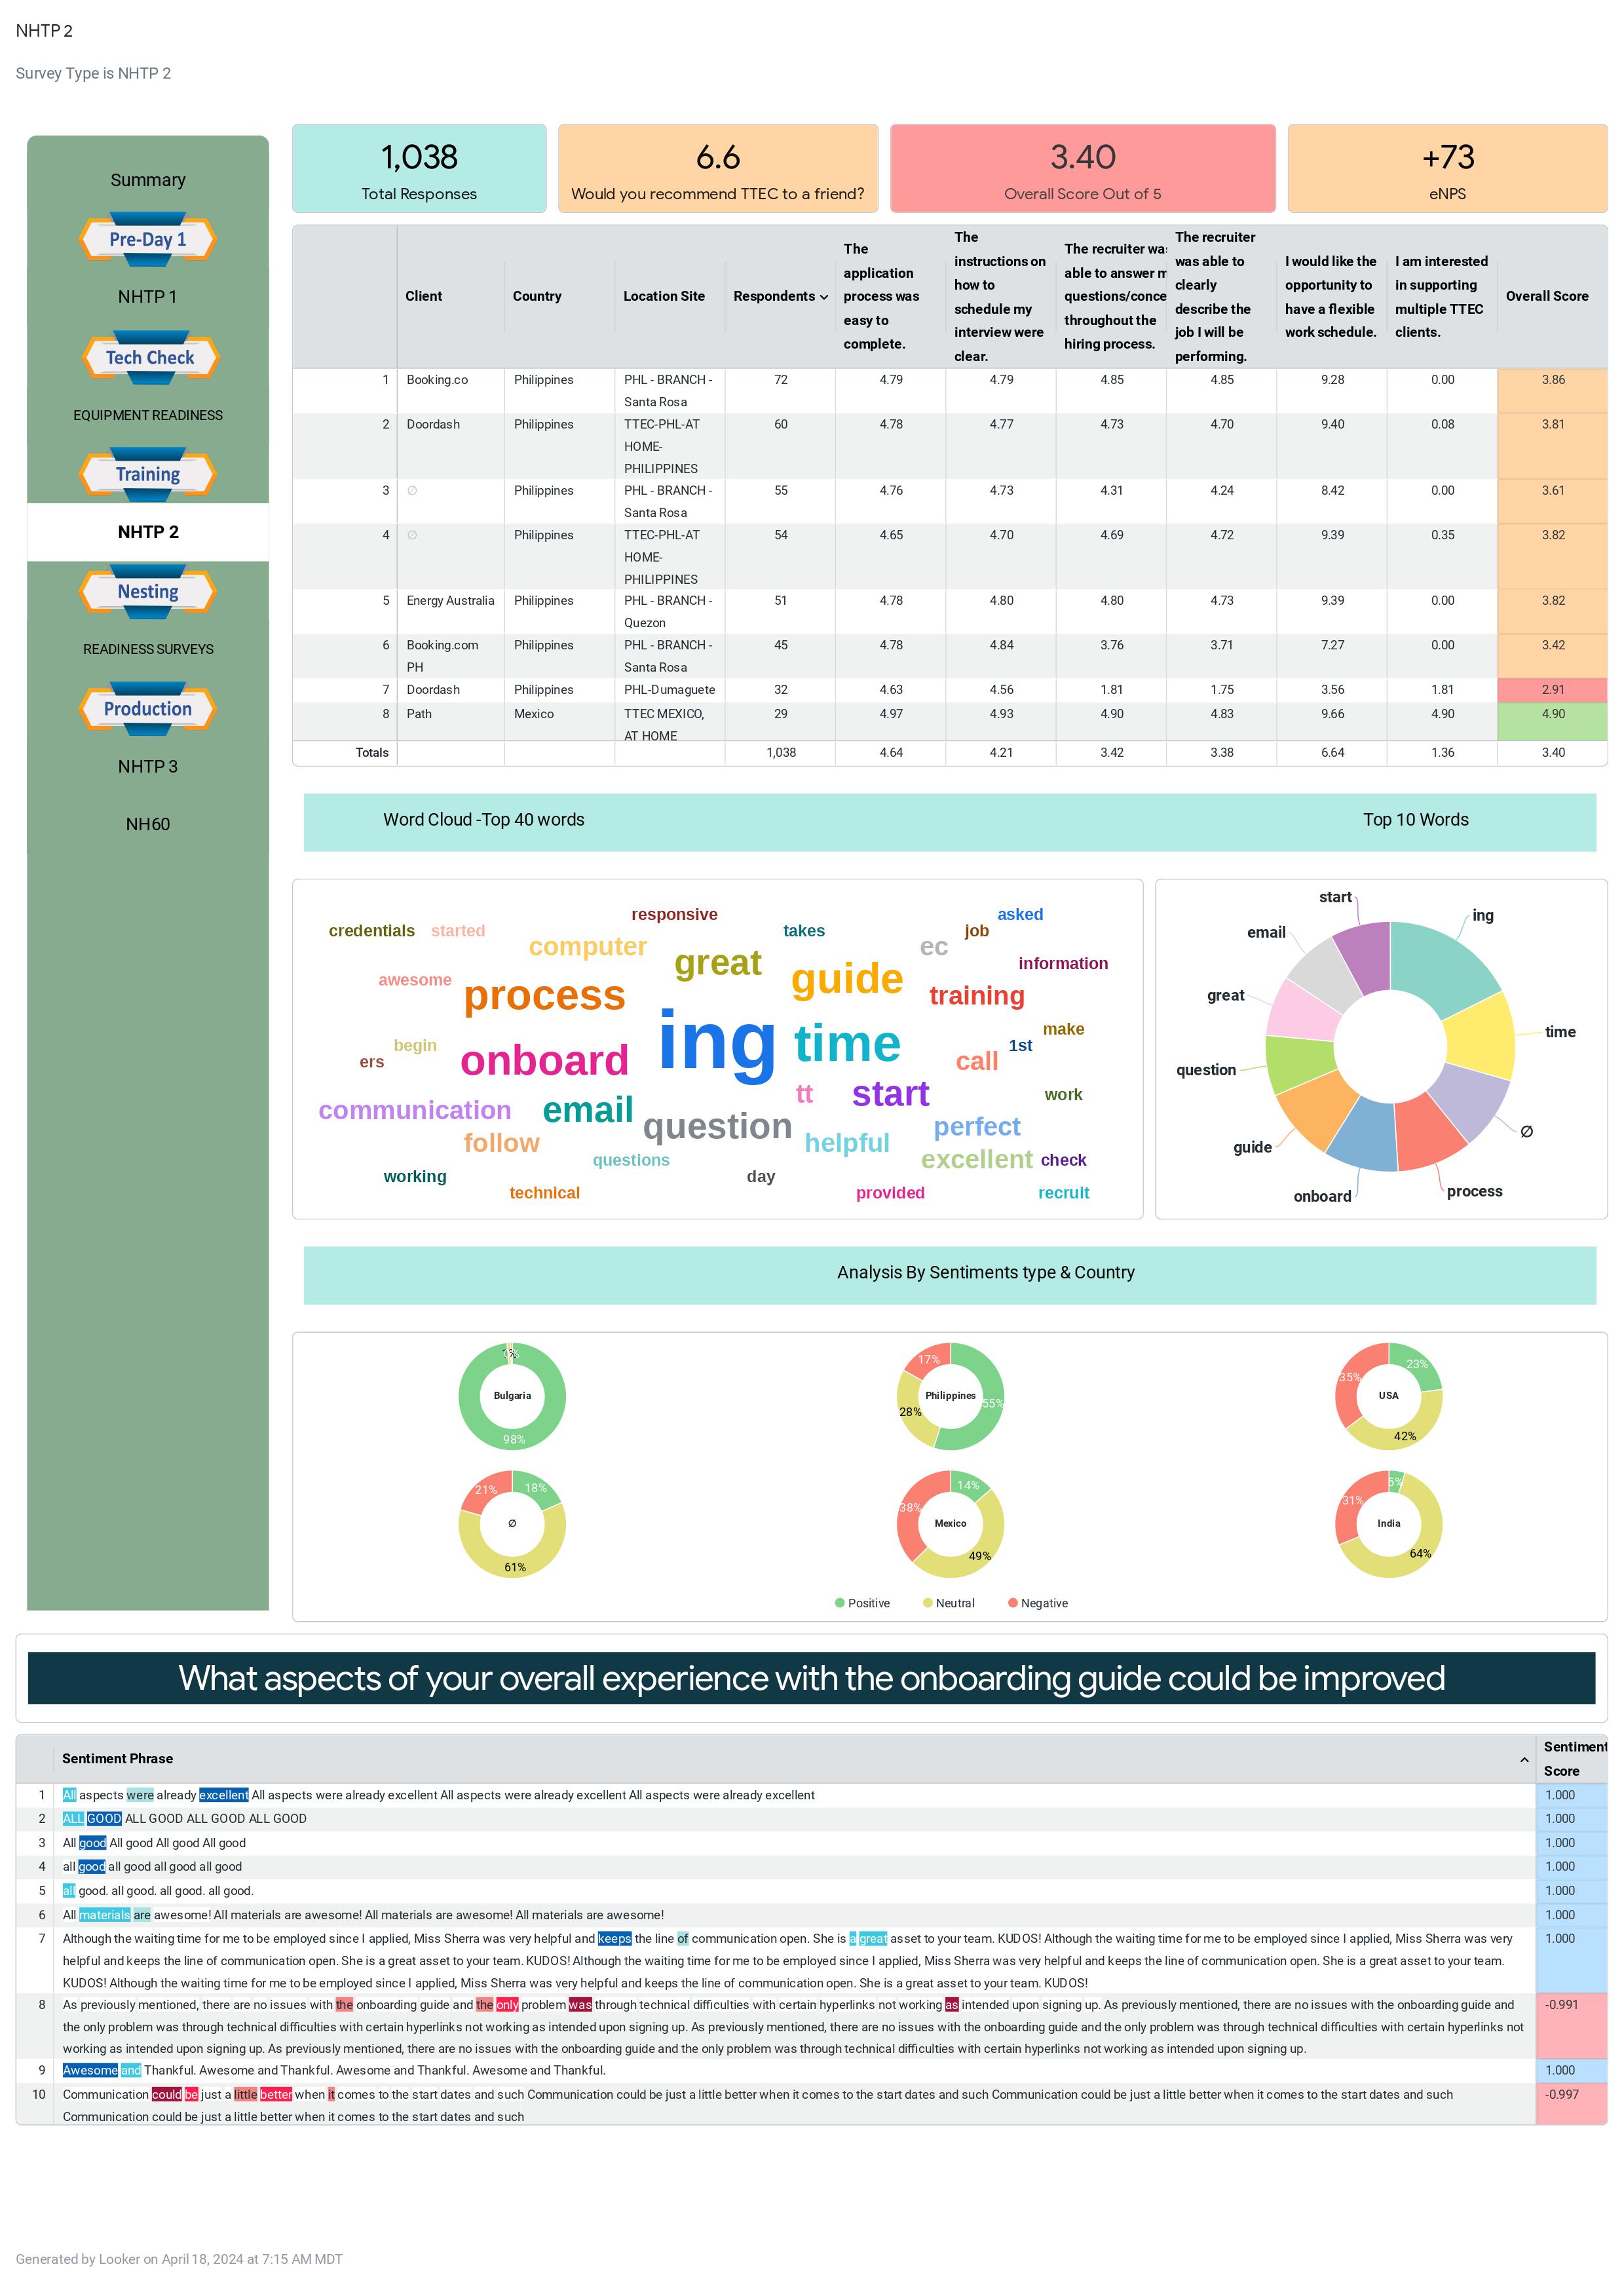 NHTP 2
Survey Type is NHTP 2
Summary
Pre-Day 1
NHTP 1
Tech Check
EQUIPMENT READINESS
Training
NHTP 2
Nesting
READINESS SURVEYS
Production
NHTP 3
NH60
1,038
Total Responses
6.6
Would you recommend TTEC to a friend?
3.40
Overall Score Out of 5
+73
eNPS
Client
Country
Location Site
Respondents
The
application
process was
easy to
complete.
The
instructions on
how to
schedule my
interview were
clear.
The recruiter was
able to answer m
questions/conce
throughout the
hiring process.
The recruiter
was able to
clearly
describe the
job I will be
performing.
I would like the
opportunity to
have a flexible
work schedule.
I am interested
in supporting
multiple TTEC
clients.
Overall Score
1 Booking.co Philippines PHL - BRANCH - 72 4.79 4.79 4.85 4.85 9.28 0.00 3.86
Santa Rosa
2 Doordash Philippines TTEC-PHL-AT 60 4.78 4.77 4.73 4.70 9.40 0.08 3.81
HOME-
PHILIPPINES
3 ∅ Philippines PHL - BRANCH - 55 4.76 4.73 4.31 4.24 8.42 0.00 3.61
Santa Rosa
4 ∅ Philippines TTEC-PHL-AT 54 4.65 4.70 4.69 4.72 9.39 0.35 3.82
HOME-
PHILIPPINES
5 Energy Australia Philippines PHL - BRANCH - 51 4.78 4.80 4.80 4.73 9.39 0.00 3.82
Quezon
6 Booking.com Philippines PHL - BRANCH - 45 4.78 4.84 3.76 3.71 7.27 0.00 3.42
PH Santa Rosa
7 Doordash Philippines PHL-Dumaguete 32 4.63 4.56 1.81 1.75 3.56 1.81 2.91
8 Path Mexico TTEC MEXICO, 29 4.97 4.93 4.90 4.83 9.66 4.90 4.90
AT HOME
Totals 1,038 4.64 4.21 3.42 3.38 6.64 1.36 3.40
Word Cloud -Top 40 words
Top 10 Words
responsive
asked
credentials
started
takes
job
computer
ec
great
information
awesome
guide
process
training
ing
time
make
begin
1st
ers
onboard
call
tt
start
work
communication
email
question
perfect
follow
helpful
questions
excellent
check
working
day
technical
provided
recruit
start
ing
email
great
time
question
∅
guide
onboard
process
Analysis By Sentiments type & Country
Bulgaria
98%
17%
Philippines
28%
55%
23%
35%
USA
42%
21%
18%
∅
61%
14%
38%
Mexico
49%
5%
31%
India
64%
Positive
Neutral
Negative
What aspects of your overall experience with the onboarding guide could be improved
Sentiment Phrase
Sentiment
Score
1 All aspects were already excellent All aspects were already excellent All aspects were already excellent All aspects were already excellent 1.000
2 ALL GOOD ALL GOOD ALL GOOD ALL GOOD 1.000
3 All good All good All good All good 1.000
4 all good all good all good all good 1.000
5 all good. all good. all good. all good. 1.000
6 All materials are awesome! All materials are awesome! All materials are awesome! All materials are awesome! 1.000
7 Although the waiting time for me to be employed since I applied, Miss Sherra was very helpful and keeps the line of communication open. She is a great asset to your team. KUDOS! Although the waiting time for me to be employed since I applied, Miss Sherra was very 1.000
helpful and keeps the line of communication open. She is a great asset to your team. KUDOS! Although the waiting time for me to be employed since I applied, Miss Sherra was very helpful and keeps the line of communication open. She is a great asset to your team.
KUDOS! Although the waiting time for me to be employed since I applied, Miss Sherra was very helpful and keeps the line of communication open. She is a great asset to your team. KUDOS!
8 As previously mentioned, there are no issues with the onboarding guide and the only problem was through technical difficulties with certain hyperlinks not working as intended upon signing up. As previously mentioned, there are no issues with the onboarding guide and -0.991
the only problem was through technical difficulties with certain hyperlinks not working as intended upon signing up. As previously mentioned, there are no issues with the onboarding guide and the only problem was through technical difficulties with certain hyperlinks not
working as intended upon signing up. As previously mentioned, there are no issues with the onboarding guide and the only problem was through technical difficulties with certain hyperlinks not working as intended upon signing up.
9 Awesome and Thankful. Awesome and Thankful. Awesome and Thankful. Awesome and Thankful. 1.000
10 Communication could be just a little better when it comes to the start dates and such Communication could be just a little better when it comes to the start dates and such Communication could be just a little better when it comes to the start dates and such -0.997
Communication could be just a little better when it comes to the start dates and such
Generated by Looker on April 18, 2024 at 7:15 AM MDT